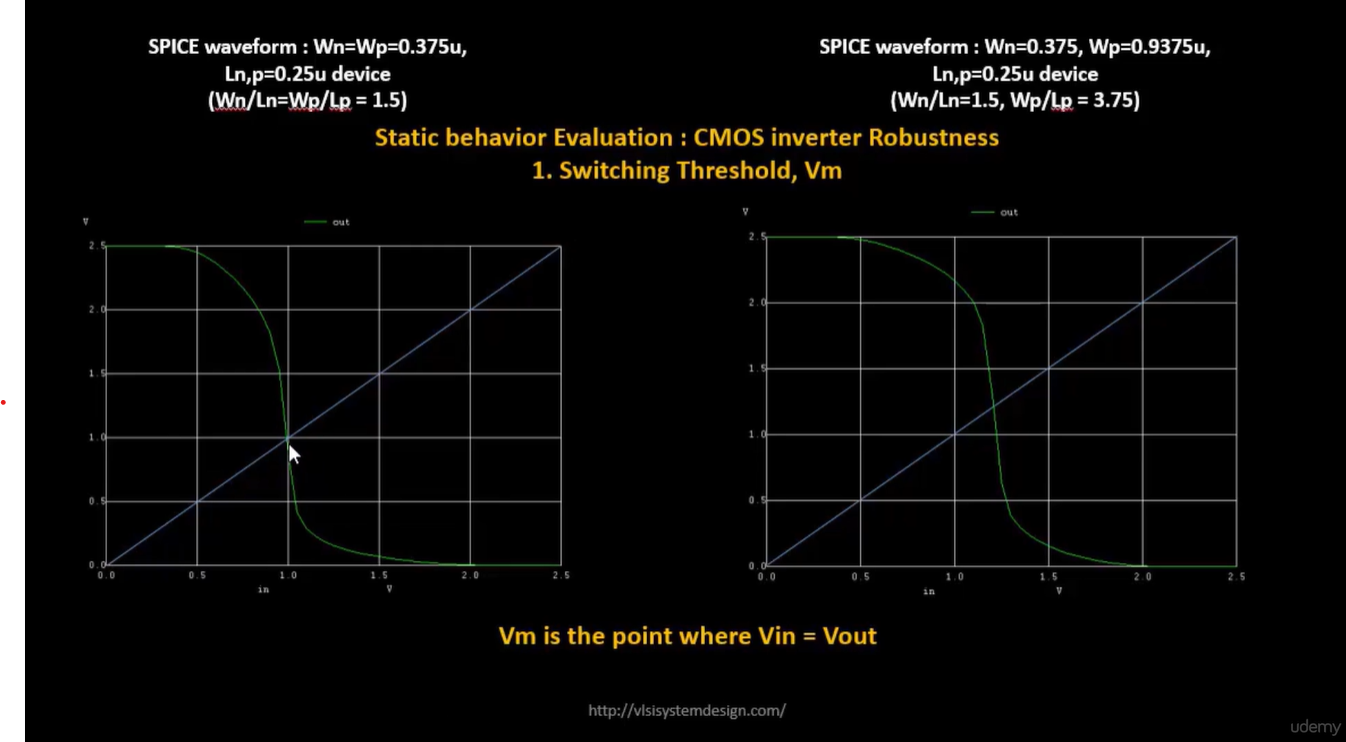 SPICE waveform : Wn=Wp=0.375u,
Ln,p=0.25u device
(Wn/Ln=Wp/Lp = 1.5)
SPICE waveform : Wn=0.375, Wp=0.9375u,
Ln,p=0.25u device
(Wn/Ln=1.5, Wp/Lp = 3.75)
Static behavior Evaluation : CMOS inverter Robustness
1. Switching Threshold, Vm
V
out
2.5
2.0
1.5
1.0
0.5
0.0
0.0 0.5 1.0 1.5 2.0 2.5
in V
V
out
2.5
2.0
1.5
1.0
0.5
0.0
0.0 0.5 1.0 1.5 2.0 2.5
in V
Vm is the point where Vin = Vout
http://vlsisystemdesign.com/
udemy